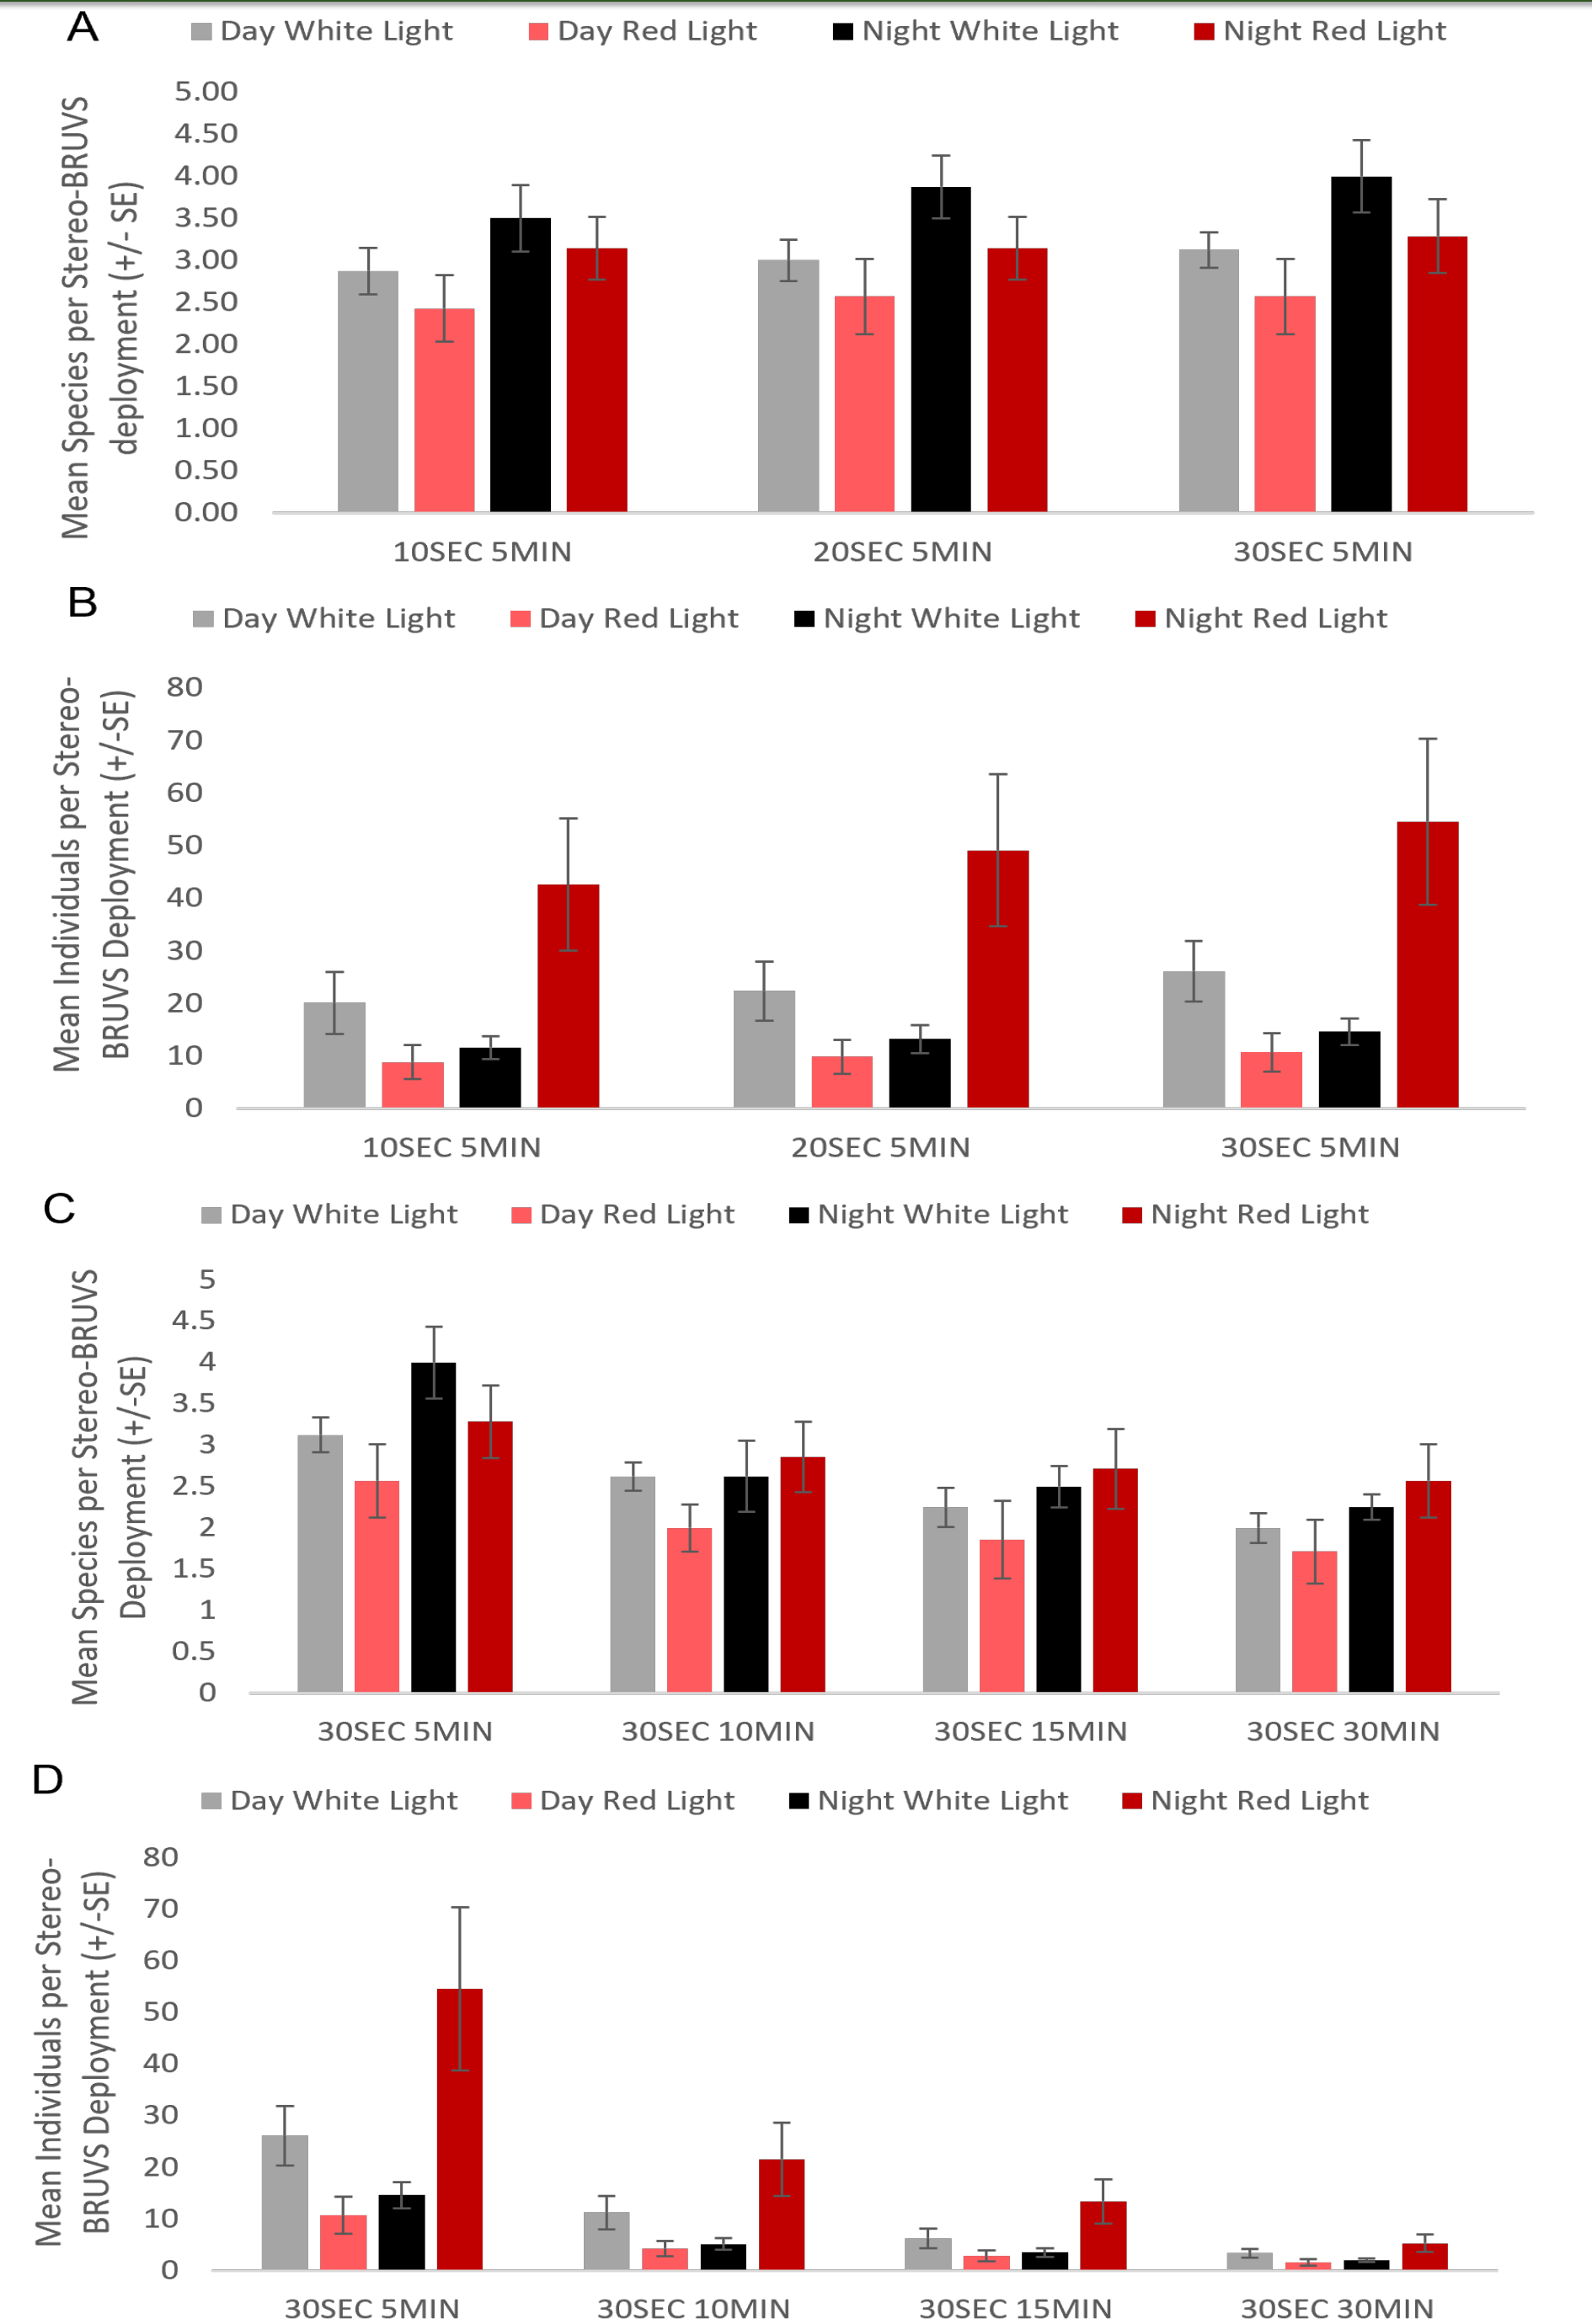 A
Day White Light Day Red Light Night White Light Night Red Light
Mean Species per Stereo-BRUVS
deployment (+/- SE)
5.00
4.50
4.00
3.50
3.00
2.50
2.00
1.50
1.00
0.50
0.00
10SEC 5MIN 20SEC 5MIN 30SEC 5MIN
B
Day White Light Day Red Light Night White Light Night Red Light
Mean Individuals per Stereo-
BRUVS Deployment (+/-SE)
80
70
60
50
40
30
20
10
0
10SEC 5MIN 20SEC 5MIN 30SEC 5MIN
C
Day White Light Day Red Light Night White Light Night Red Light
Mean Species per Stereo-BRUVS
Deployment (+/-SE)
5
4.5
4
3.5
3
2.5
2
1.5
1
0.5
0
30SEC 5MIN 30SEC 10MIN 30SEC 15MIN 30SEC 30MIN
D
Day White Light Day Red Light Night White Light Night Red Light
Mean Individuals per Stereo-
BRUVS Deployment (+/-SE)
80
70
60
50
40
30
20
10
0
30SEC 5MIN 30SEC 10MIN 30SEC 15MIN 30SEC 30MIN